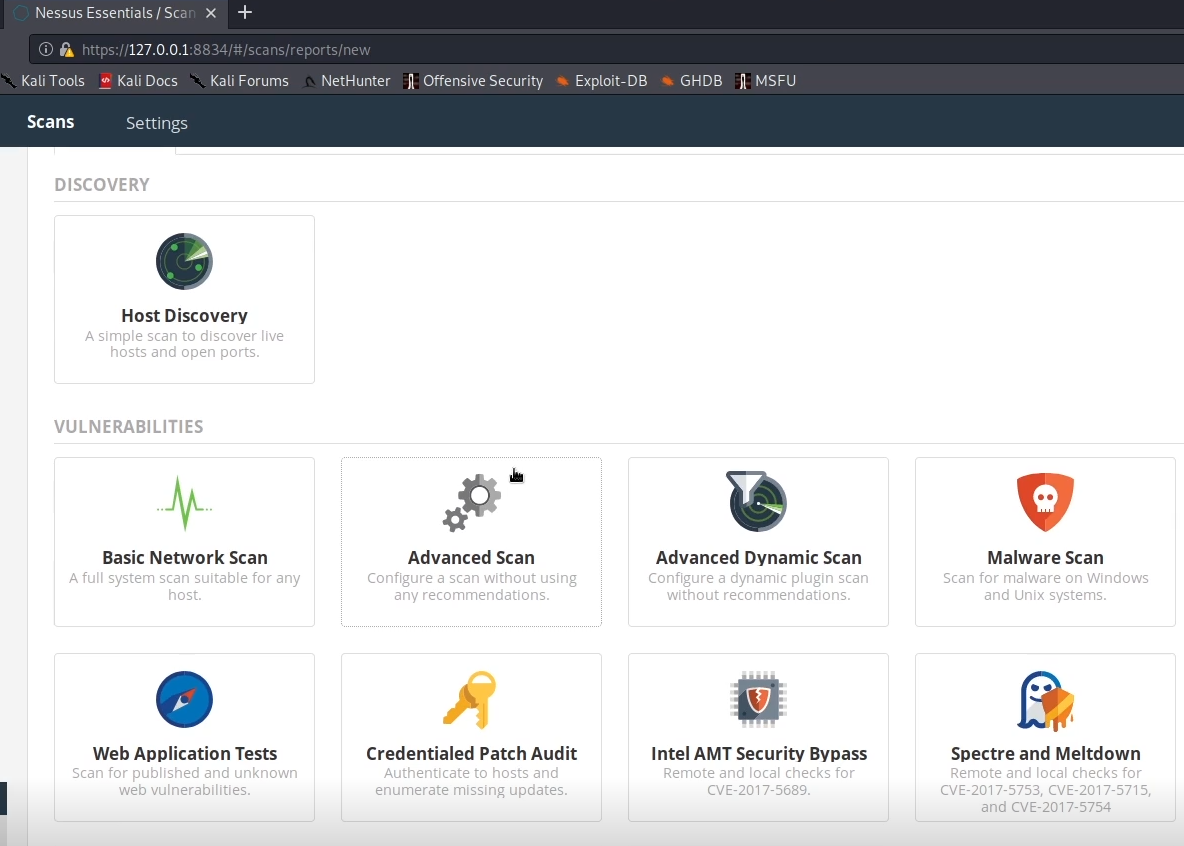 Nessus Essentials / Scan
https://127.0.0.1:8834/#/scans/reports/new
Kali Tools Kali Docs Kali Forums NetHunter Offensive Security Exploit-DB GHDB MSFU
Scans Settings
DISCOVERY
Host Discovery
A simple scan to discover live
hosts and open ports.
VULNERABILITIES
Basic Network Scan
A full system scan suitable for any
host.
Advanced Scan
Configure a scan without using
any recommendations.
Advanced Dynamic Scan
Configure a dynamic plugin scan
without recommendations.
Malware Scan
Scan for malware on Windows
and Unix systems.
Web Application Tests
Scan for published and unknown
web vulnerabilities.
Credentialed Patch Audit
Authenticate to hosts and
enumerate missing updates.
Intel AMT Security Bypass
Remote and local checks for
CVE-2017-5689.
Spectre and Meltdown
Remote and local checks for
CVE-2017-5753, CVE-2017-5715,
and CVE-2017-5754